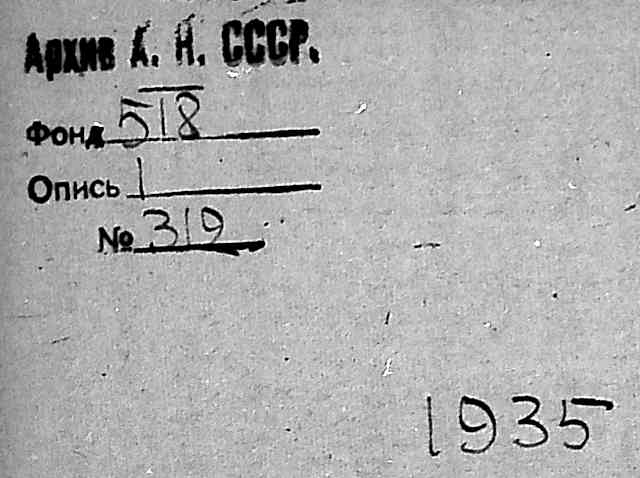 Архив А. Н. СССР.
Фонд 518
Опись 1
№ 319
1935